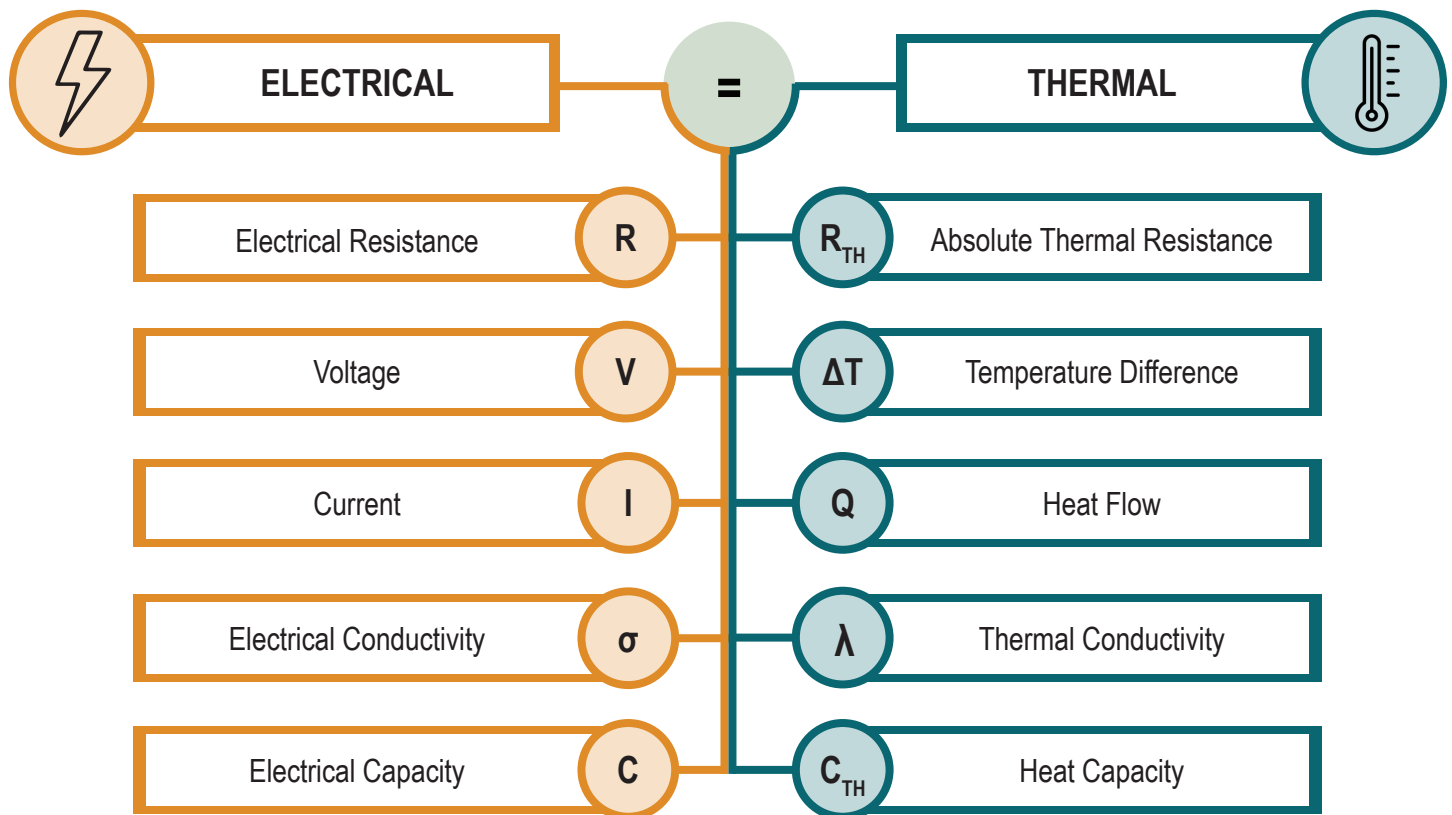 ELECTRICAL = THERMAL
Electrical Resistance R R_TH Absolute Thermal Resistance
Voltage V ΔT Temperature Difference
Current I Q Heat Flow
Electrical Conductivity σ λ Thermal Conductivity
Electrical Capacity C C_TH Heat Capacity